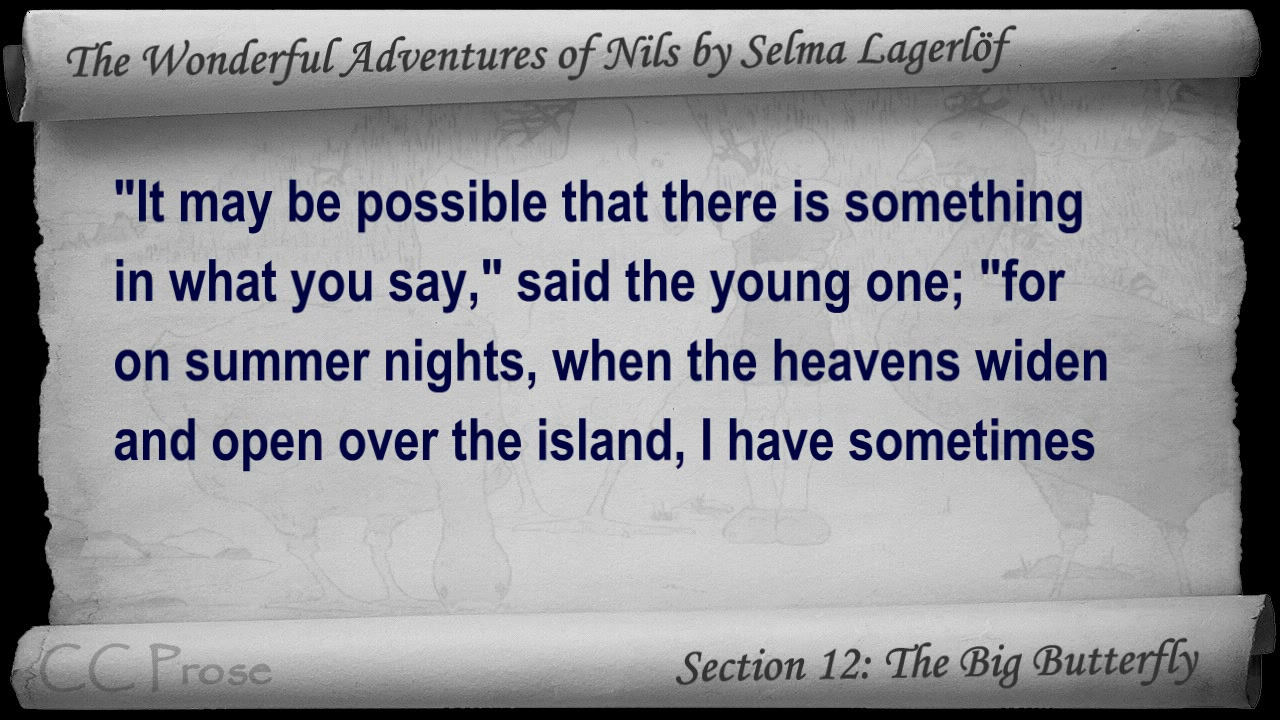 The Wonderful Adventures of Nils by Selma Lagerlöf
"It may be possible that there is something
in what you say," said the young one; "for
on summer nights, when the heavens widen
and open over the island, I have sometimes
CC Prose
Section 12: The Big Butterfly